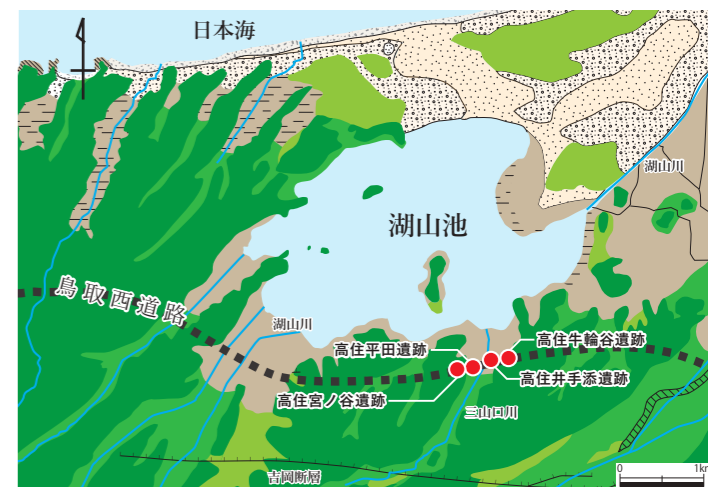 日本海
湖山川
湖山池
鳥取西道路
湖山川
高住牛輪谷遺跡
高住平田遺跡
高住井手添遺跡
高住宮ノ谷遺跡
三山口川
吉岡断層
0 1km